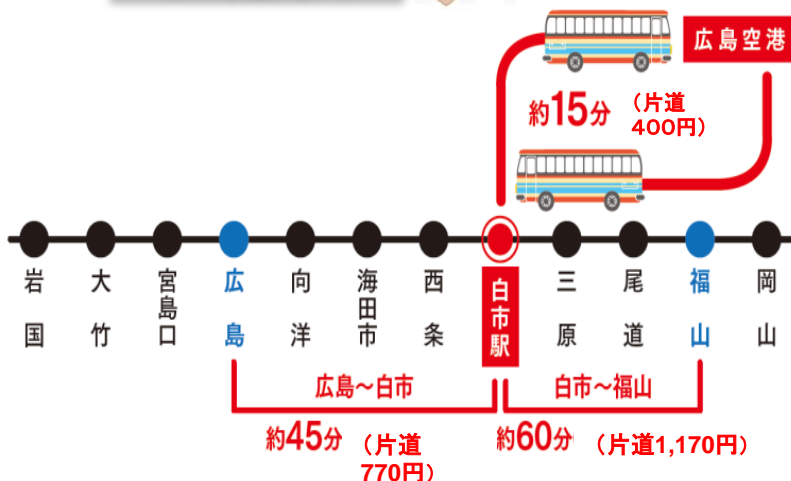 広島空港
約15分
（片道
400円）
岩国
大竹
宮島口
広島
向洋
海田市
西条
白市駅
三原
尾道
福山
岡山
広島～白市
白市～福山
約45分
（片道
770円）
約60分
（片道1,170円）